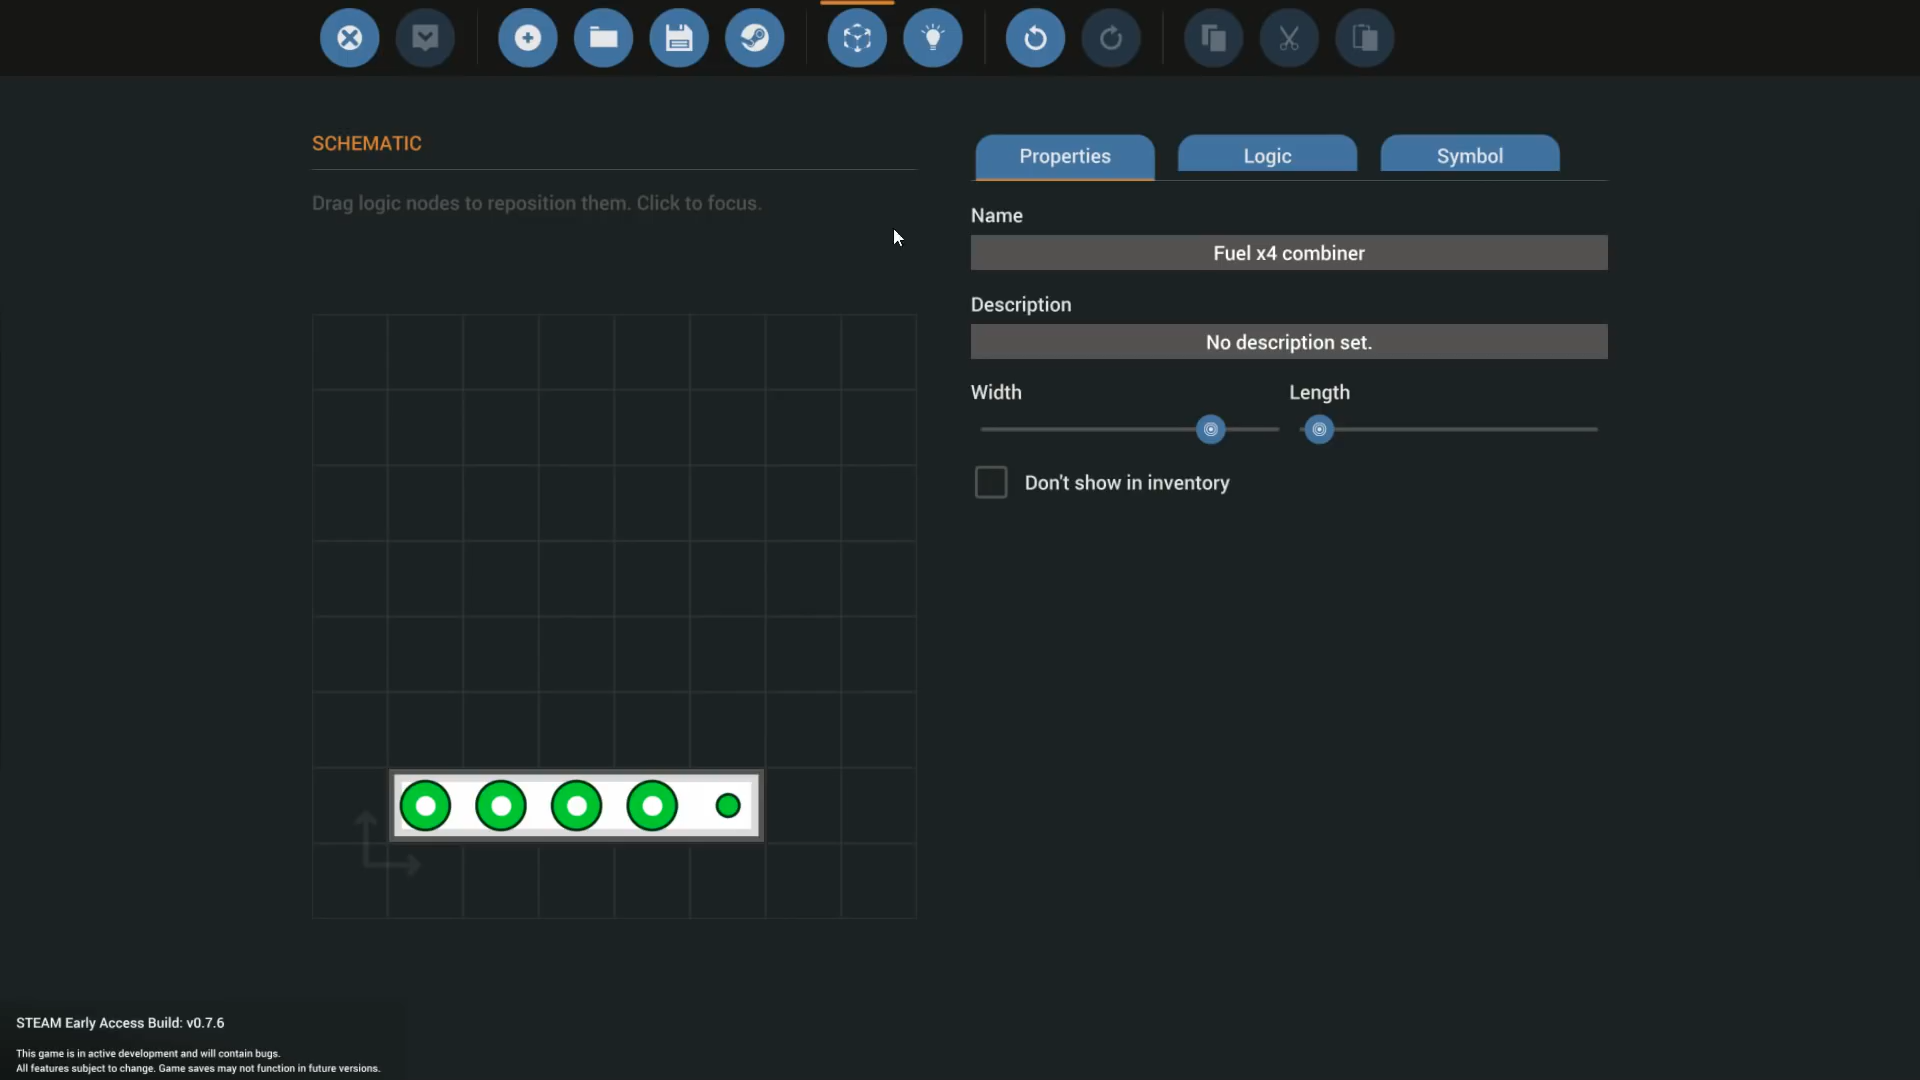 SCHEMATIC
Drag logic nodes to reposition them. Click to focus.
Properties
Logic
Symbol
Name
Fuel x4 combiner
Description
No description set.
Width
Length
Don't show in inventory
STEAM Early Access Build: v0.7.6
This game is in active development and will contain bugs.
All features subject to change. Game saves may not function in future versions.